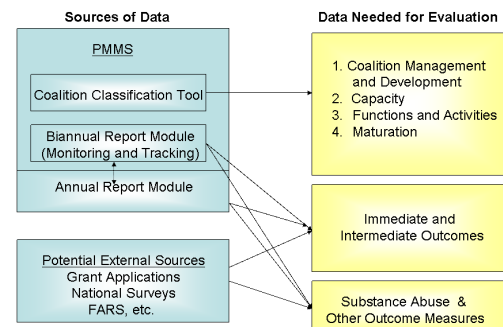 Sources of Data
Data Needed for Evaluation
PMMS
Coalition Classification Tool
Biannual Report Module
(Monitoring and Tracking)
Annual Report Module
Potential External Sources
Grant Applications
National Surveys
FARS, etc.
1. Coalition Management
and Development
2. Capacity
3. Functions and Activities
4. Maturation
Immediate and
Intermediate Outcomes
Substance Abuse &
Other Outcome Measures